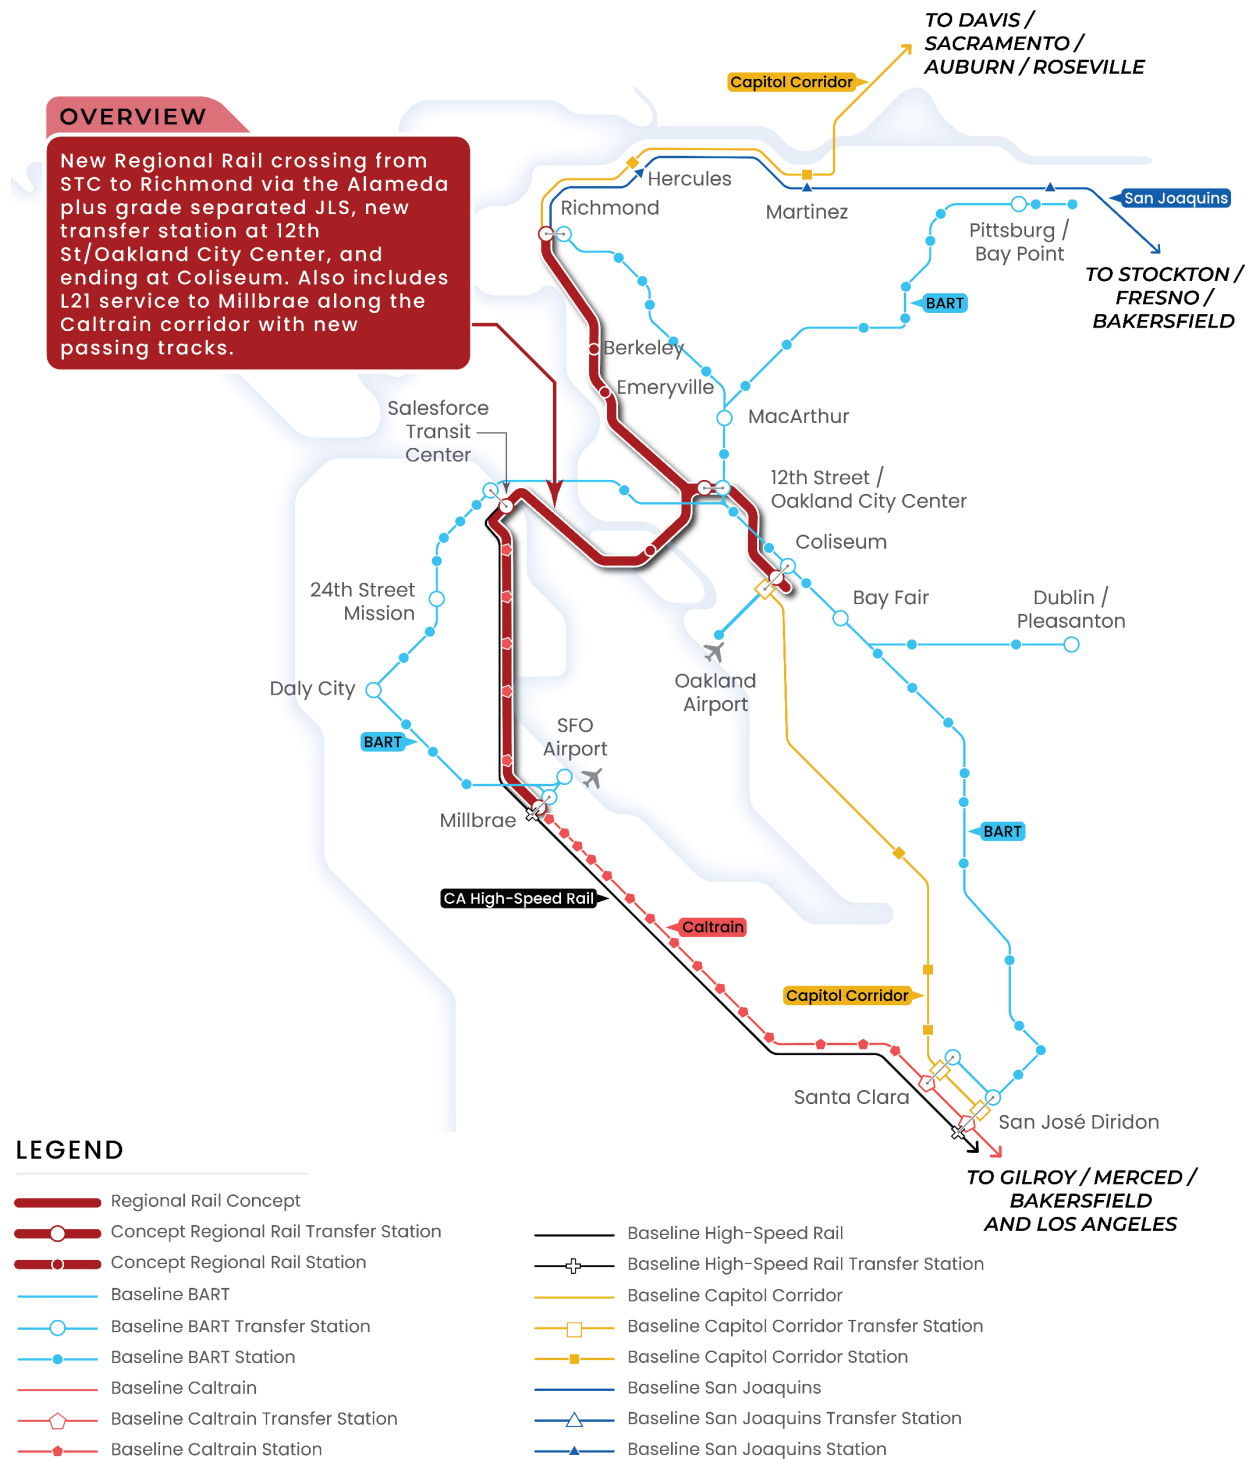 TO DAVIS /
SACRAMENTO /
AUBURN / ROSEVILLE
Capitol Corridor
OVERVIEW
New Regional Rail crossing from
STC to Richmond via the Alameda
plus grade separated JLS, new
transfer station at 12th
St/Oakland City Center, and
ending at Coliseum. Also includes
L21 service to Millbrae along the
Caltrain corridor with new
passing tracks.
Hercules
Richmond
Martinez
San Joaquins
Pittsburg /
Bay Point
TO STOCKTON /
FRESNO /
BAKERSFIELD
BART
Berkeley
Emeryville
MacArthur
Salesforce
Transit
Center
12th Street /
Oakland City Center
Coliseum
24th Street
Mission
Bay Fair
Dublin /
Pleasanton
Daly City
Oakland
Airport
BART
SFO
Airport
Millbrae
BART
CA High-Speed Rail
Caltrain
Capitol Corridor
Santa Clara
San José Diridon
TO GILROY / MERCED /
BAKERSFIELD
AND LOS ANGELES
LEGEND
Regional Rail Concept
Concept Regional Rail Transfer Station
Concept Regional Rail Station
Baseline BART
Baseline BART Transfer Station
Baseline BART Station
Baseline Caltrain
Baseline Caltrain Transfer Station
Baseline Caltrain Station
Baseline High-Speed Rail
Baseline High-Speed Rail Transfer Station
Baseline Capitol Corridor
Baseline Capitol Corridor Transfer Station
Baseline Capitol Corridor Station
Baseline San Joaquins
Baseline San Joaquins Transfer Station
Baseline San Joaquins Station